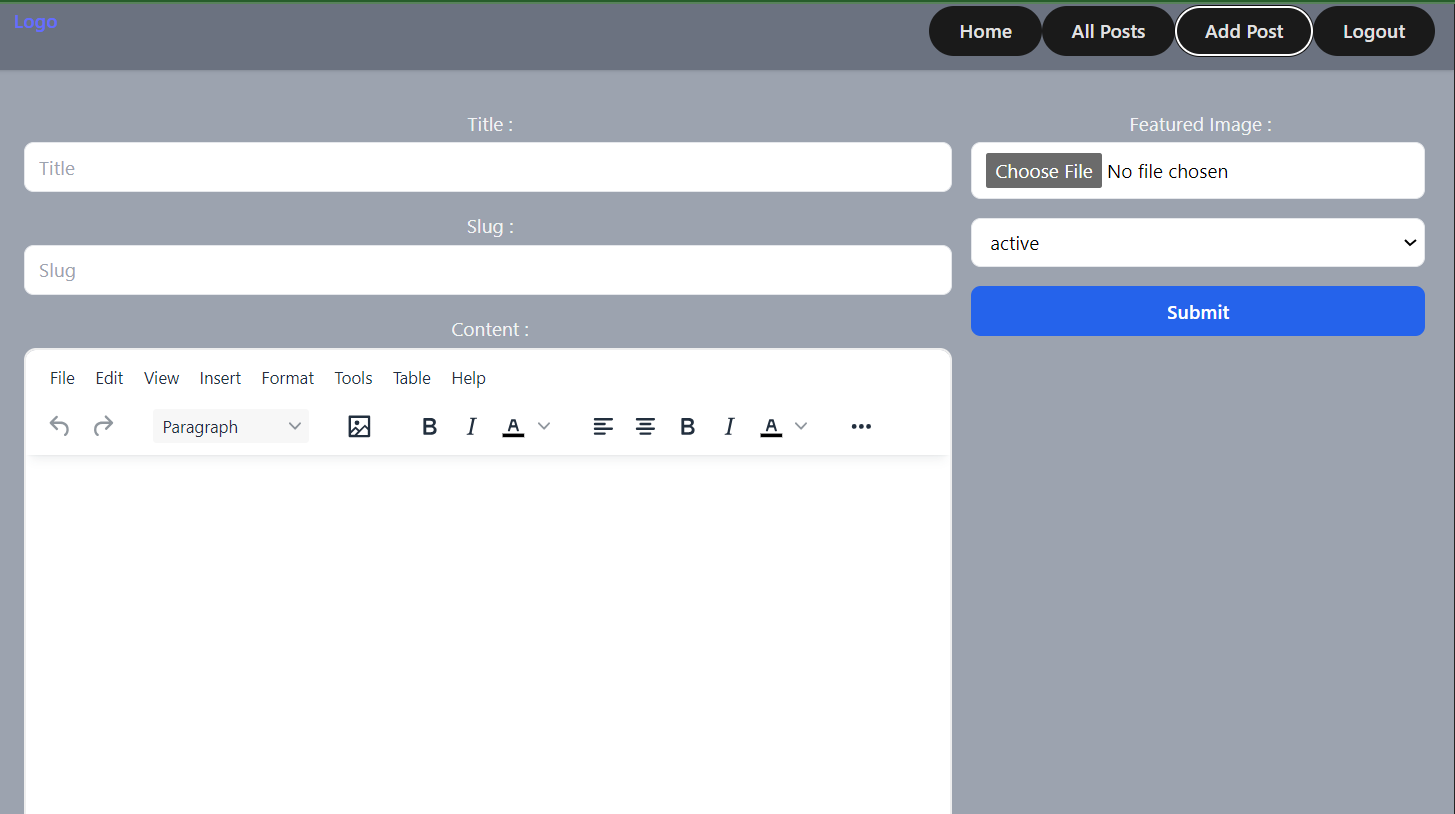 Logo
Home All Posts Add Post Logout
Title :
Title
Slug :
Slug
Content :
File Edit View Insert Format Tools Table Help
Paragraph B I A B I A
Featured Image :
Choose File No file chosen
active
Submit